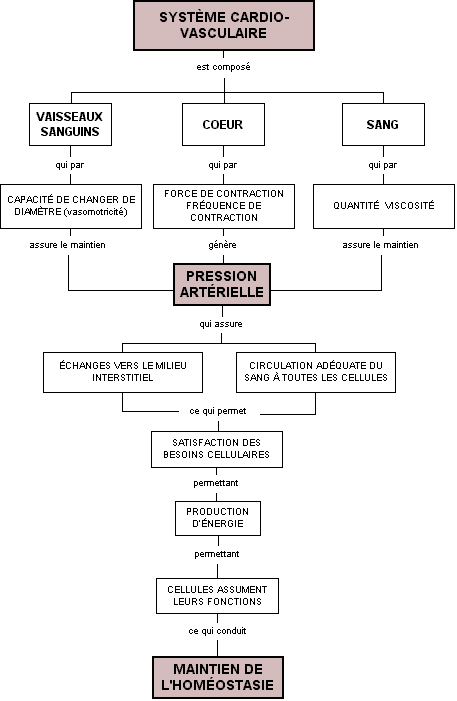 SYSTÈME CARDIO-
VASCULAIRE
est composé
VAISSEAUX
SANGUINS
COEUR
SANG
qui par
qui par
qui par
CAPACITÉ DE CHANGER DE
DIAMÈTRE (vasomotricité)
FORCE DE CONTRACTION
FRÉQUENCE DE
CONTRACTION
QUANTITÉ VISCOSITÉ
assure le maintien
génère
assure le maintien
PRESSION
ARTÉRIELLE
qui assure
ÉCHANGES VERS LE MILIEU
INTERSTITIEL
CIRCULATION ADÉQUATE DU
SANG À TOUTES LES CELLULES
ce qui permet
SATISFACTION DES
BESOINS CELLULAIRES
permettant
PRODUCTION
D'ÉNERGIE
permettant
CELLULES ASSUMENT
LEURS FONCTIONS
ce qui conduit
MAINTIEN DE
L'HOMÉOSTASIE